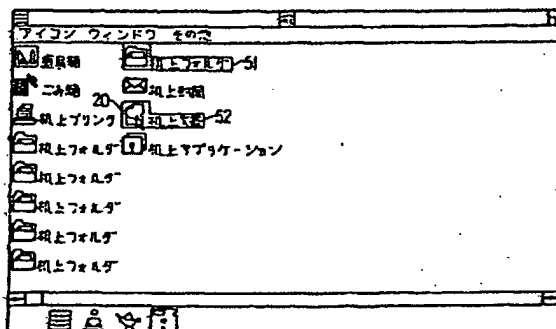 アイコン ウィンドウ その他
道具箱 机上フォルダ 51
ごみ箱 机上封筒
20
机上プリンタ 机上文書 52
机上フォルダ 机上アプリケーション
机上フォルダ
机上フォルダ
机上フォルダ
机上フォルダ